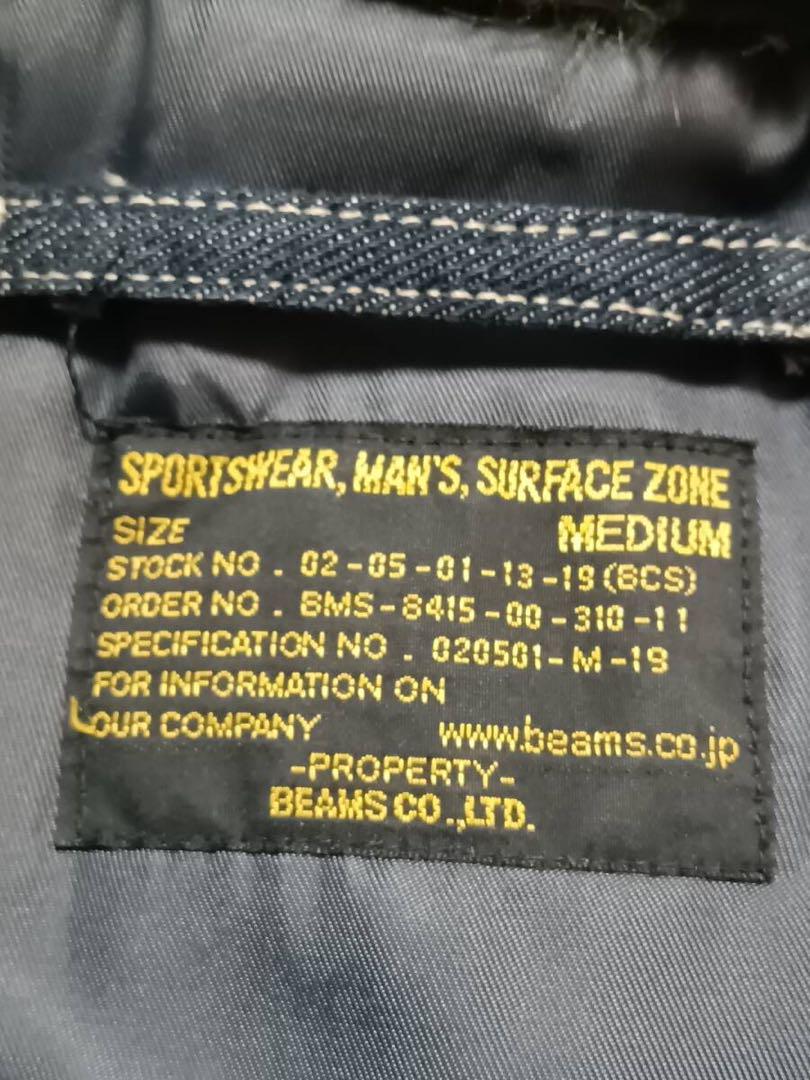 SPORTSWEAR, MAN'S, SURFACE ZONE
SIZE MEDIUM
STOCK NO . 02-05-01-13-19(BCS)
ORDER NO . BMS-8415-00-310-11
SPECIFICATION NO . 020501-M-19
FOR INFORMATION ON
OUR COMPANY www.beams.co.jp
-PROPERTY-
BEAMS CO.,LTD.